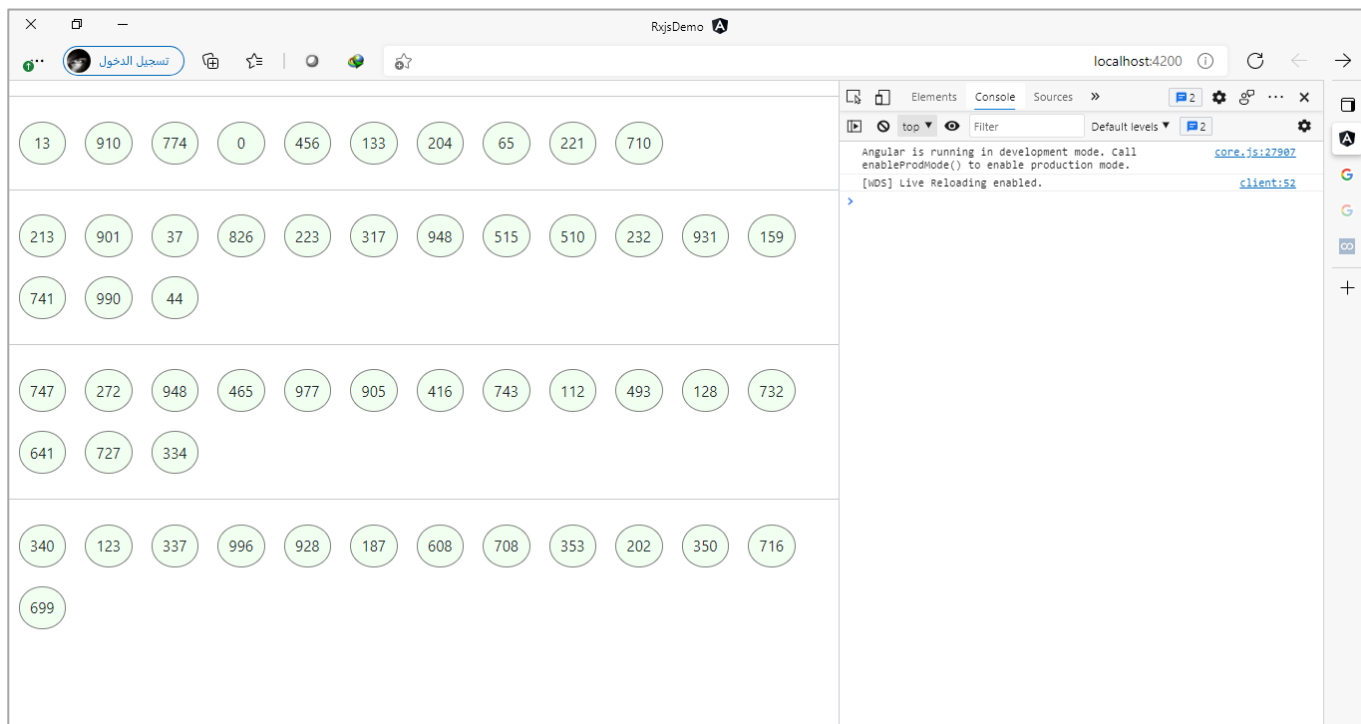 RxjsDemo
تسجيل الدخول
localhost:4200
Elements Console Sources » 2
top Filter Default levels 2
13 910 774 0 456 133 204 65 221 710
213 901 37 826 223 317 948 515 510 232 931 159
741 990 44
747 272 948 465 977 905 416 743 112 493 128 732
641 727 334
340 123 337 996 928 187 608 708 353 202 350 716
699
Angular is running in development mode. Call core.js:27907
enableProdMode() to enable production mode.
[WDS] Live Reloading enabled. client:52